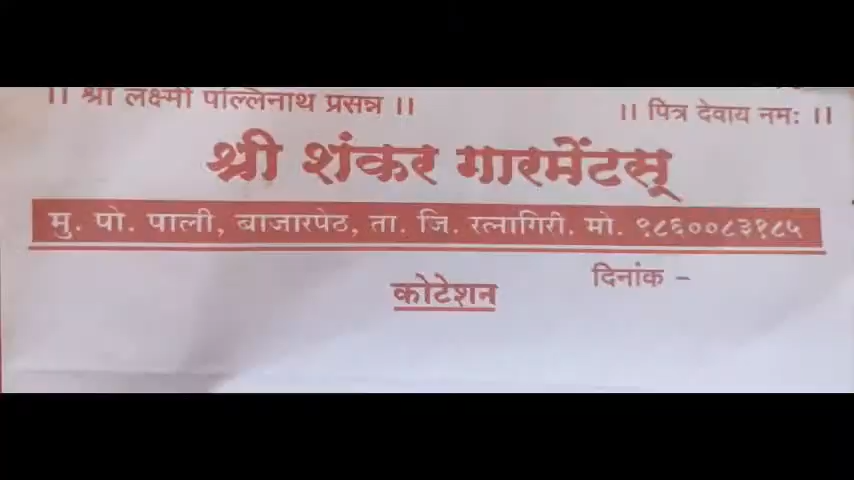 || श्री लक्ष्मी पल्लिनाथ प्रसन्न || || पित्र देवाय नमः ||
श्री शंकर गारमेंटस्
मु. पो. पाली, बाजारपेठ, ता. जि. रत्नागिरी. मो. ९८६००८३१८५
दिनांक -
कोटेशन